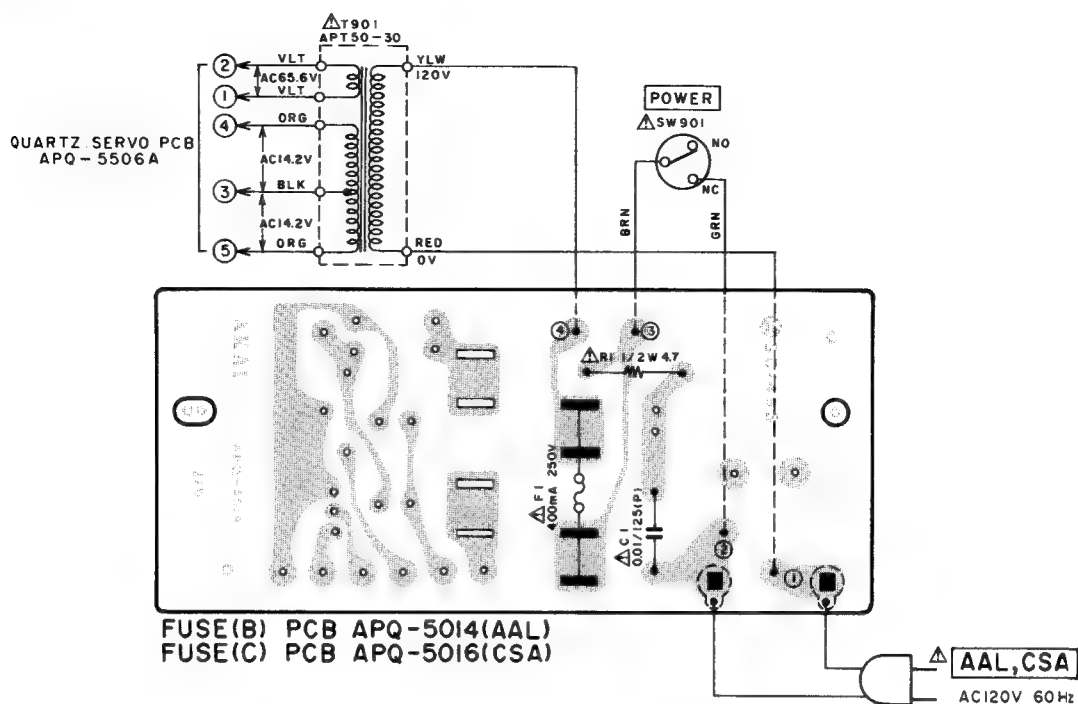 ⚠T901
APT50-30
② VLT
AC65.6V
① VLT
④ ORG
AC14.2V
③ BLK
AC14.2V
⑤ ORG
QUARTZ SERVO PCB
APQ-5506A
YLW
120V
RED
0V
POWER
⚠SW901
NO
NC
BRN
GRN
④
③
⚠R1 1/2W 4.7
⚠F1
400mA 250V
⚠C1
0.01/125(P)
②
①
FUSE(B) PCB APQ-5014(AAL)
FUSE(C) PCB APQ-5016(CSA)
⚠ AAL,CSA
AC120V 60Hz